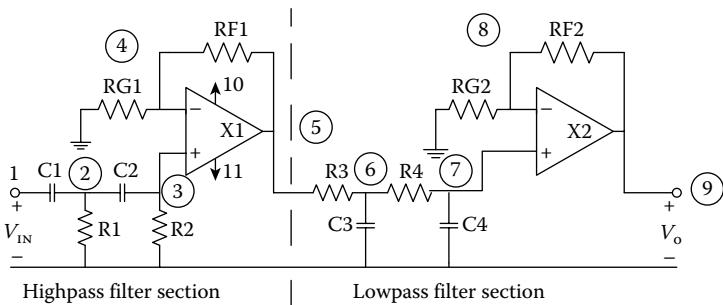 4 RF1 8 RF2
RG1 10 RG2
− X1 − X2
+ 5 +
1 C1 2 C2 3 11 R3 6 R4 7 9
+ +
V_IN R1 R2 C3 C4 V_o
− −
Highpass filter section Lowpass filter section